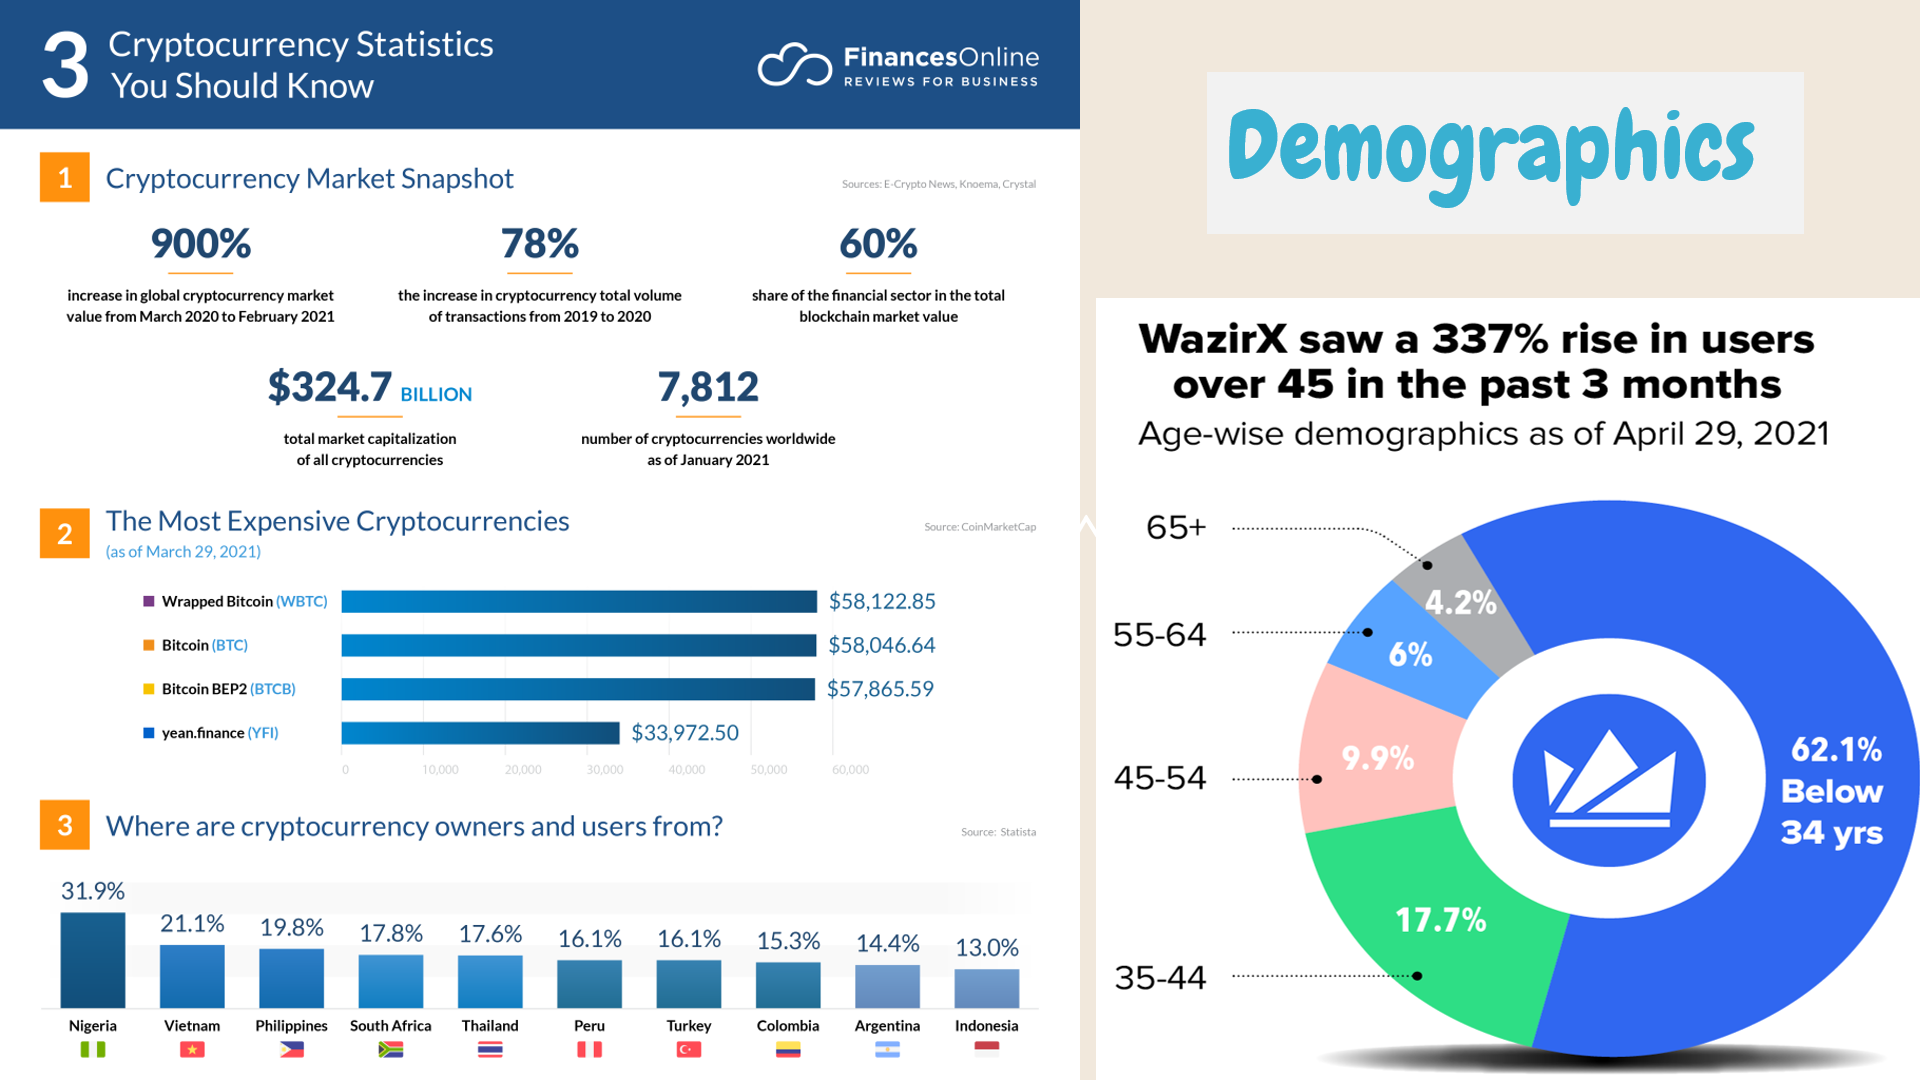 3
Cryptocurrency Statistics
You Should Know
FinancesOnline
REVIEWS FOR BUSINESS
1
Cryptocurrency Market Snapshot
Sources: E-Crypto News, Knoema, Crystal
900%
increase in global cryptocurrency market
value from March 2020 to February 2021
78%
the increase in cryptocurrency total volume
of transactions from 2019 to 2020
60%
share of the financial sector in the total
blockchain market value
$324.7 BILLION
total market capitalization
of all cryptocurrencies
7,812
number of cryptocurrencies worldwide
as of January 2021
2
The Most Expensive Cryptocurrencies
(as of March 29, 2021)
Source: CoinMarketCap
Wrapped Bitcoin (WBTC) $58,122.85
Bitcoin (BTC) $58,046.64
Bitcoin BEP2 (BTCB) $57,865.59
yean.finance (YFI) $33,972.50
0 10,000 20,000 30,000 40,000 50,000 60,000
3
Where are cryptocurrency owners and users from?
Source: Statista
31.9% 21.1% 19.8% 17.8% 17.6% 16.1% 16.1% 15.3% 14.4% 13.0%
Nigeria Vietnam Philippines South Africa Thailand Peru Turkey Colombia Argentina Indonesia
Demographics
WazirX saw a 337% rise in users
over 45 in the past 3 months
Age-wise demographics as of April 29, 2021
65+
4.2%
55-64
6%
45-54
9.9%
62.1%
Below
34 yrs
17.7%
35-44